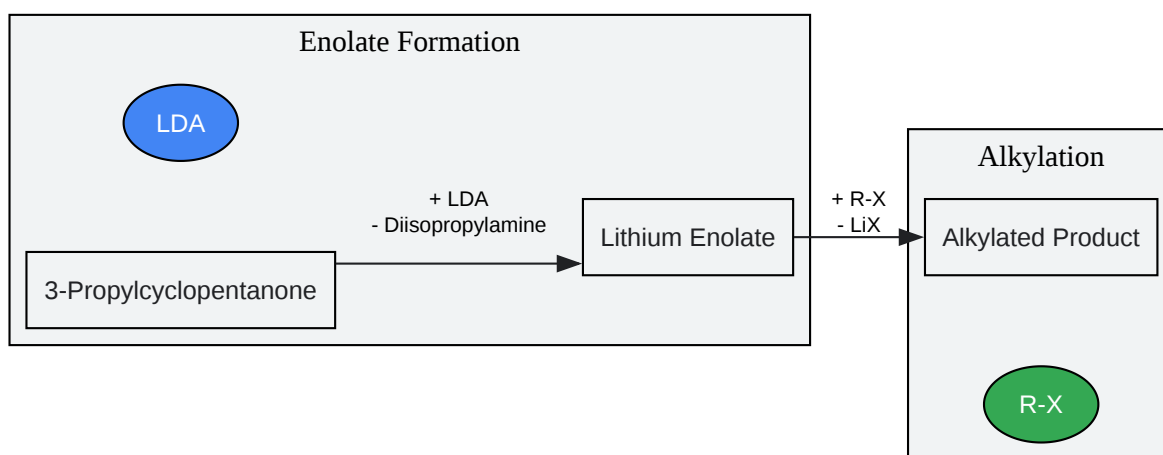 Enolate Formation
LDA
+ LDA
- Diisopropylamine
3-Propylcyclopentanone
Lithium Enolate
+ R-X
- LiX
Alkylation
Alkylated Product
R-X